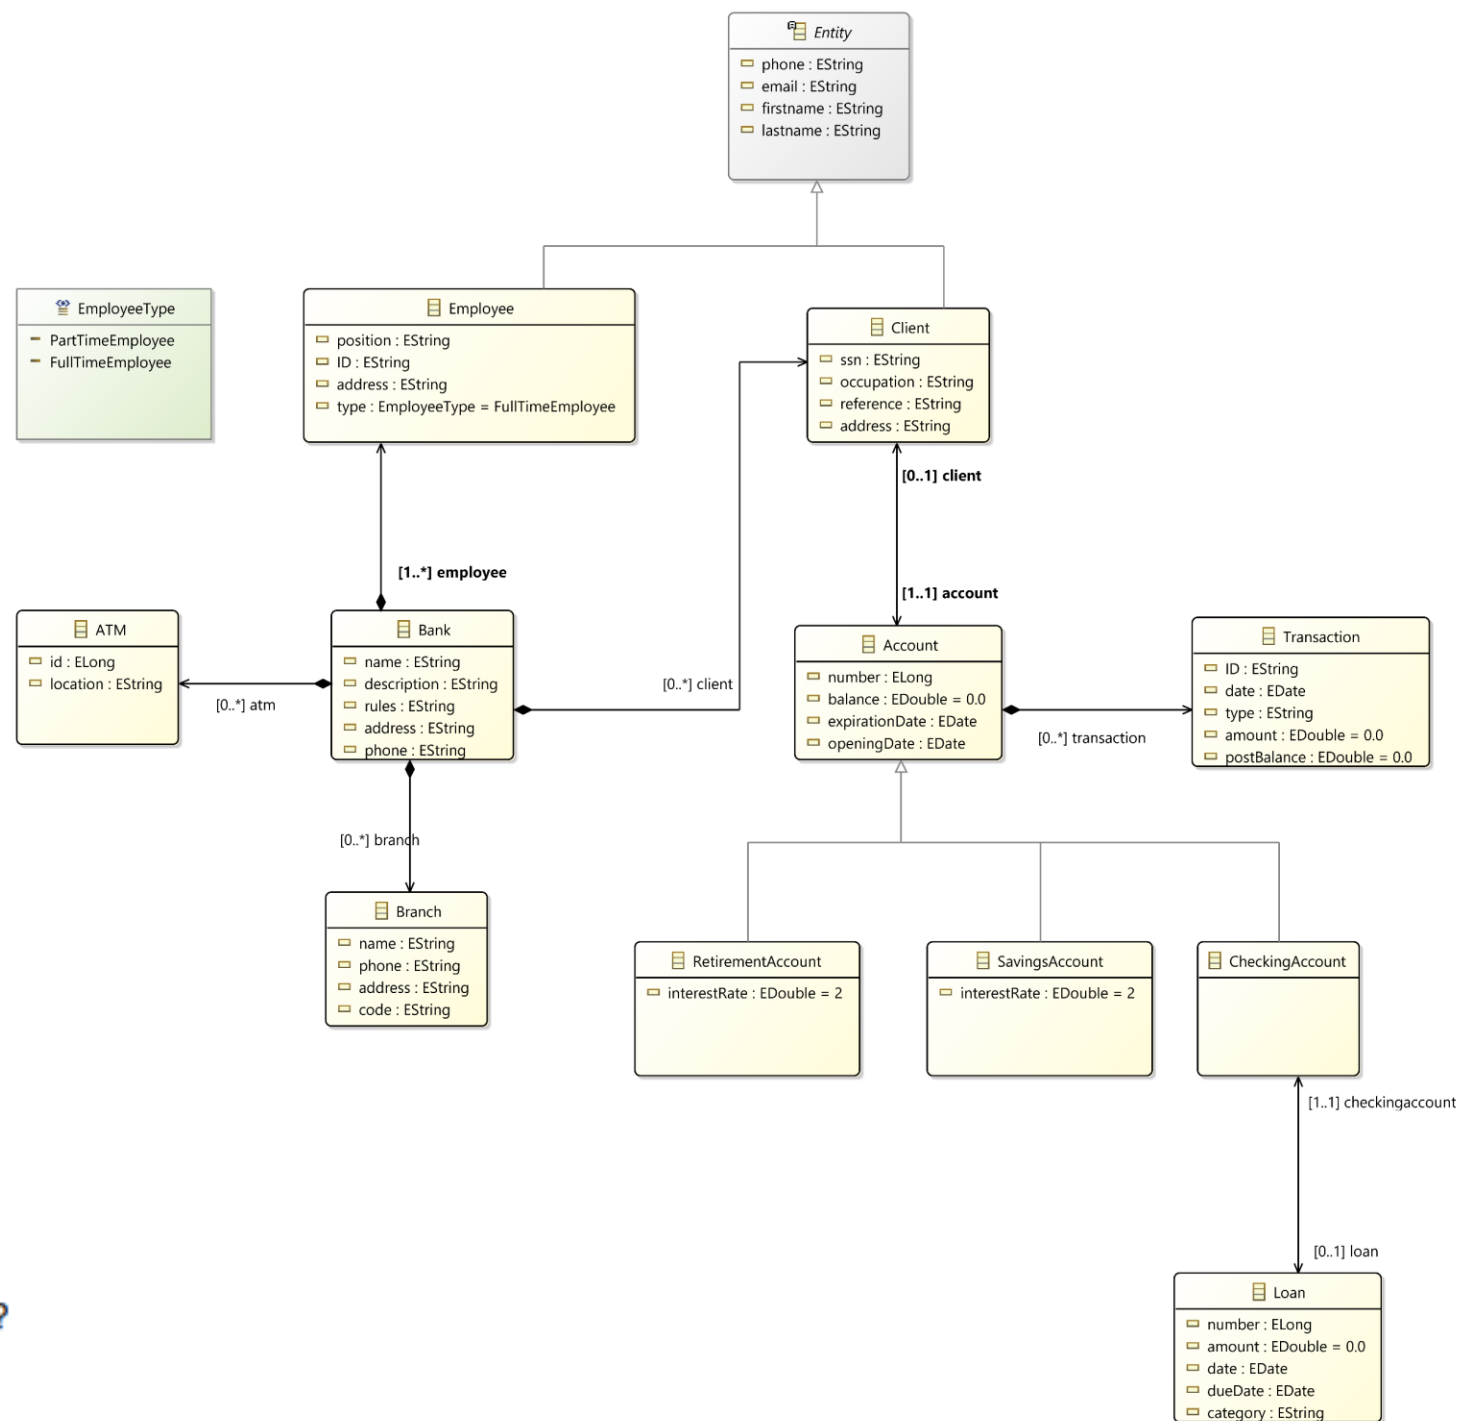 Entity
phone : EString
email : EString
firstname : EString
lastname : EString
EmployeeType
PartTimeEmployee
FullTimeEmployee
Employee
position : EString
ID : EString
address : EString
type : EmployeeType = FullTimeEmployee
Client
ssn : EString
occupation : EString
reference : EString
address : EString
[0..1] client
[1..*] employee
[1..1] account
ATM
id : ELong
location : EString
[0..*] atm
Bank
name : EString
description : EString
rules : EString
address : EString
phone : EString
[0..*] client
Account
number : ELong
balance : EDouble = 0.0
expirationDate : EDate
openingDate : EDate
[0..*] transaction
Transaction
ID : EString
date : EDate
type : EString
amount : EDouble = 0.0
postBalance : EDouble = 0.0
[0..*] branch
Branch
name : EString
phone : EString
address : EString
code : EString
RetirementAccount
interestRate : EDouble = 2
SavingsAccount
interestRate : EDouble = 2
CheckingAccount
[1..1] checkingaccount
[0..1] loan
?
Loan
number : ELong
amount : EDouble = 0.0
date : EDate
dueDate : EDate
category : EString